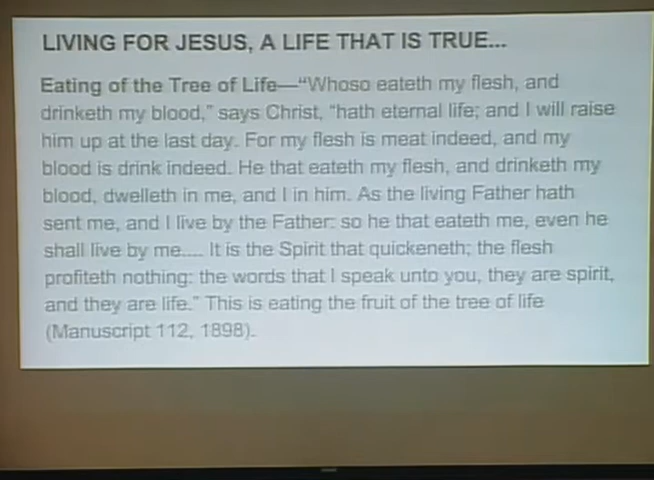 LIVING FOR JESUS, A LIFE THAT IS TRUE...
Eating of the Tree of Life—“Whoso eateth my flesh, and
drinketh my blood,” says Christ, “hath eternal life; and I will raise
him up at the last day. For my flesh is meat indeed, and my
blood is drink indeed. He that eateth my flesh, and drinketh my
blood, dwelleth in me, and I in him. As the living Father hath
sent me, and I live by the Father: so he that eateth me, even he
shall live by me.... It is the Spirit that quickeneth; the flesh
profiteth nothing: the words that I speak unto you, they are spirit,
and they are life.” This is eating the fruit of the tree of life
(Manuscript 112, 1898).